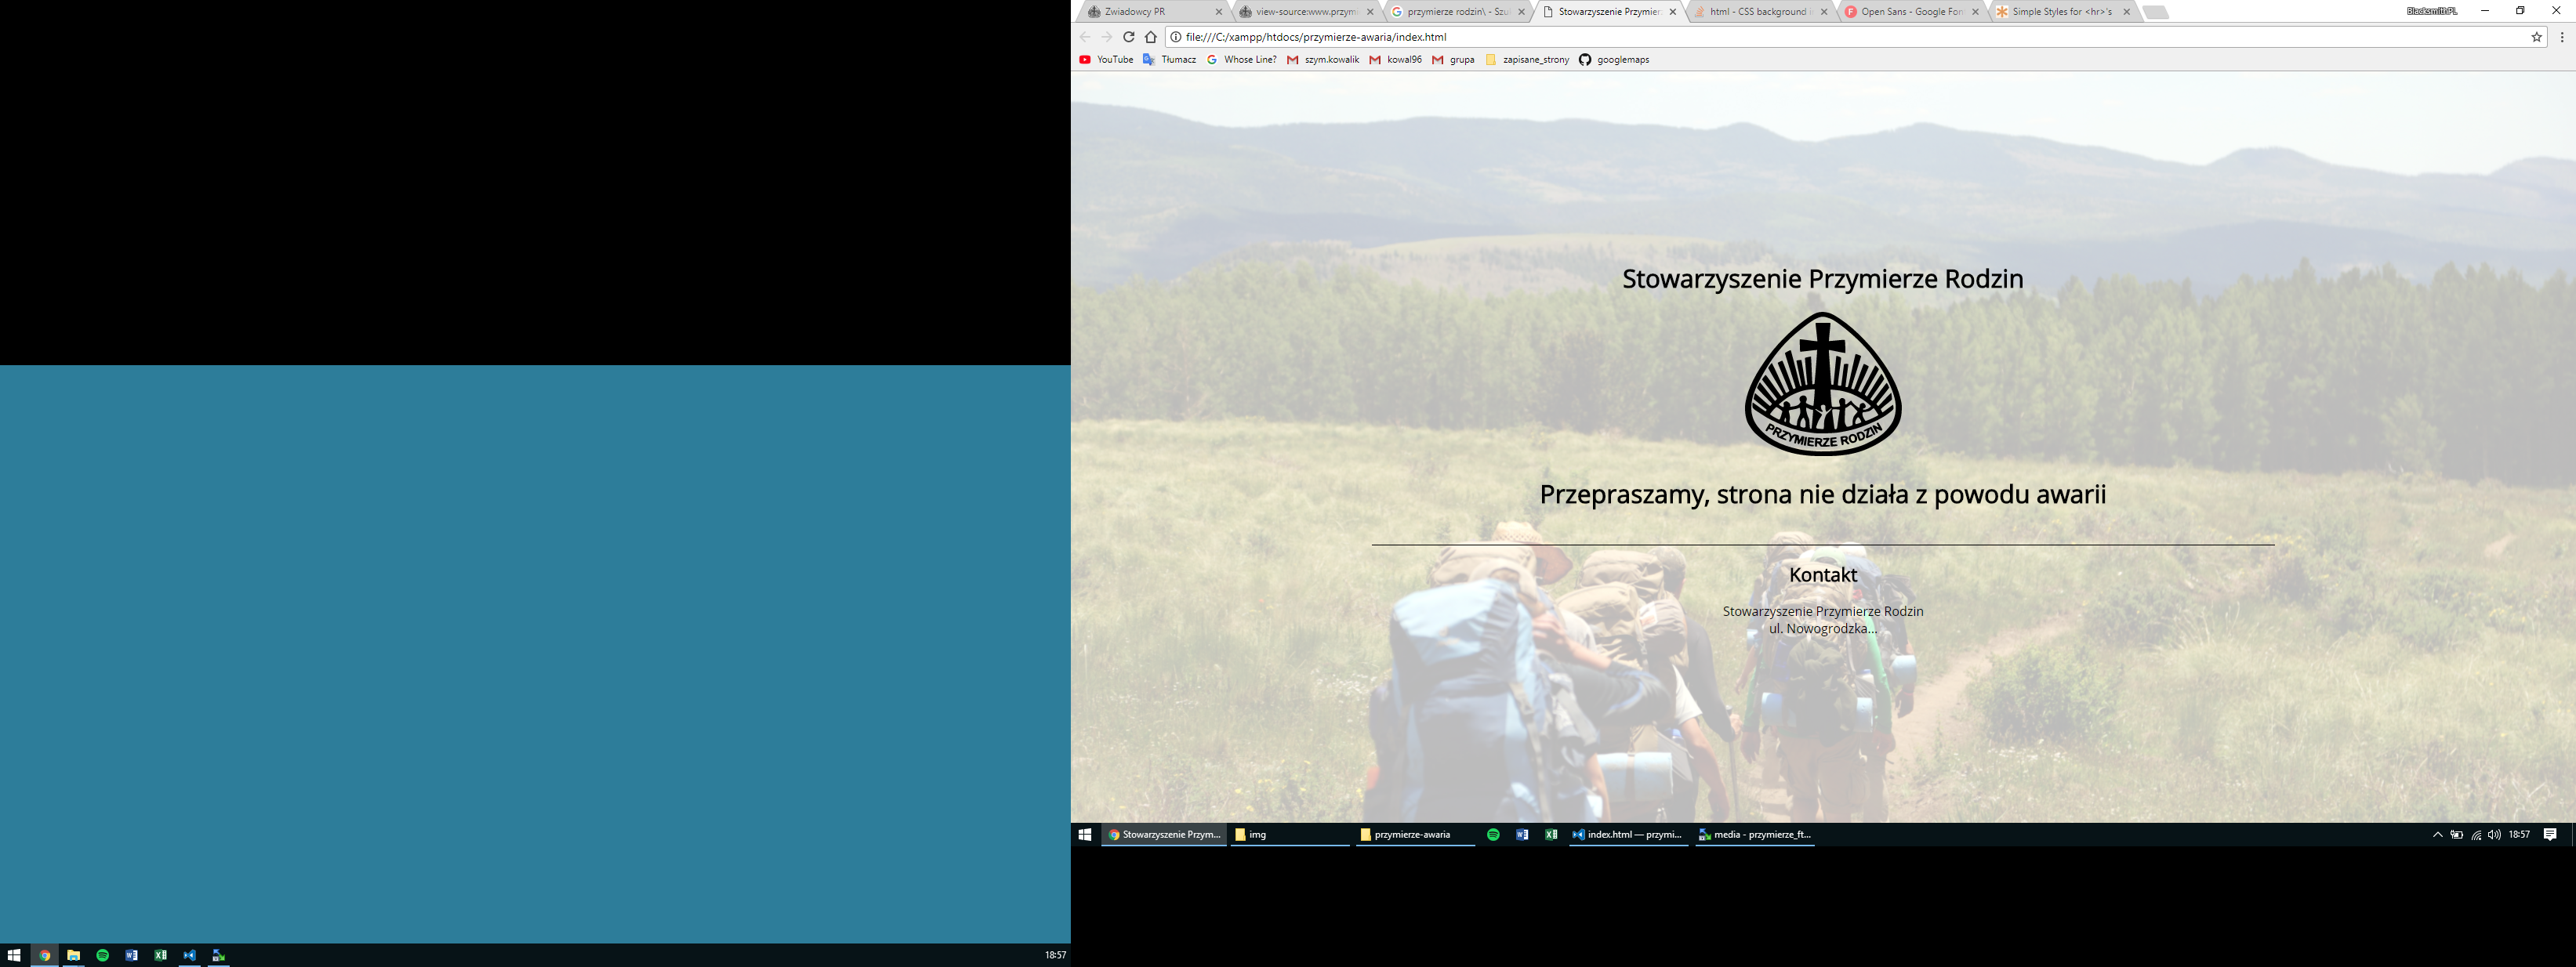 Zwiadowcy PR
view-source:www.przymi
przymierze rodzin\ - Szu
Stowarzyszenie Przymier
html - CSS background i
Open Sans - Google Fon
Simple Styles for <hr>'s
BlacksmithPL
file:///C:/xampp/htdocs/przymierze-awaria/index.html
YouTube
Tłumacz
Whose Line?
szym.kowalik
kowal96
grupa
zapisane_strony
googlemaps
Stowarzyszenie Przymierze Rodzin
PRZYMIERZE RODZIN
Przepraszamy, strona nie działa z powodu awarii
Kontakt
Stowarzyszenie Przymierze Rodzin
ul. Nowogrodzka...
Stowarzyszenie Przym...
img
przymierze-awaria
index.html — przymi...
media - przymierze_ft...
18:57
18:57